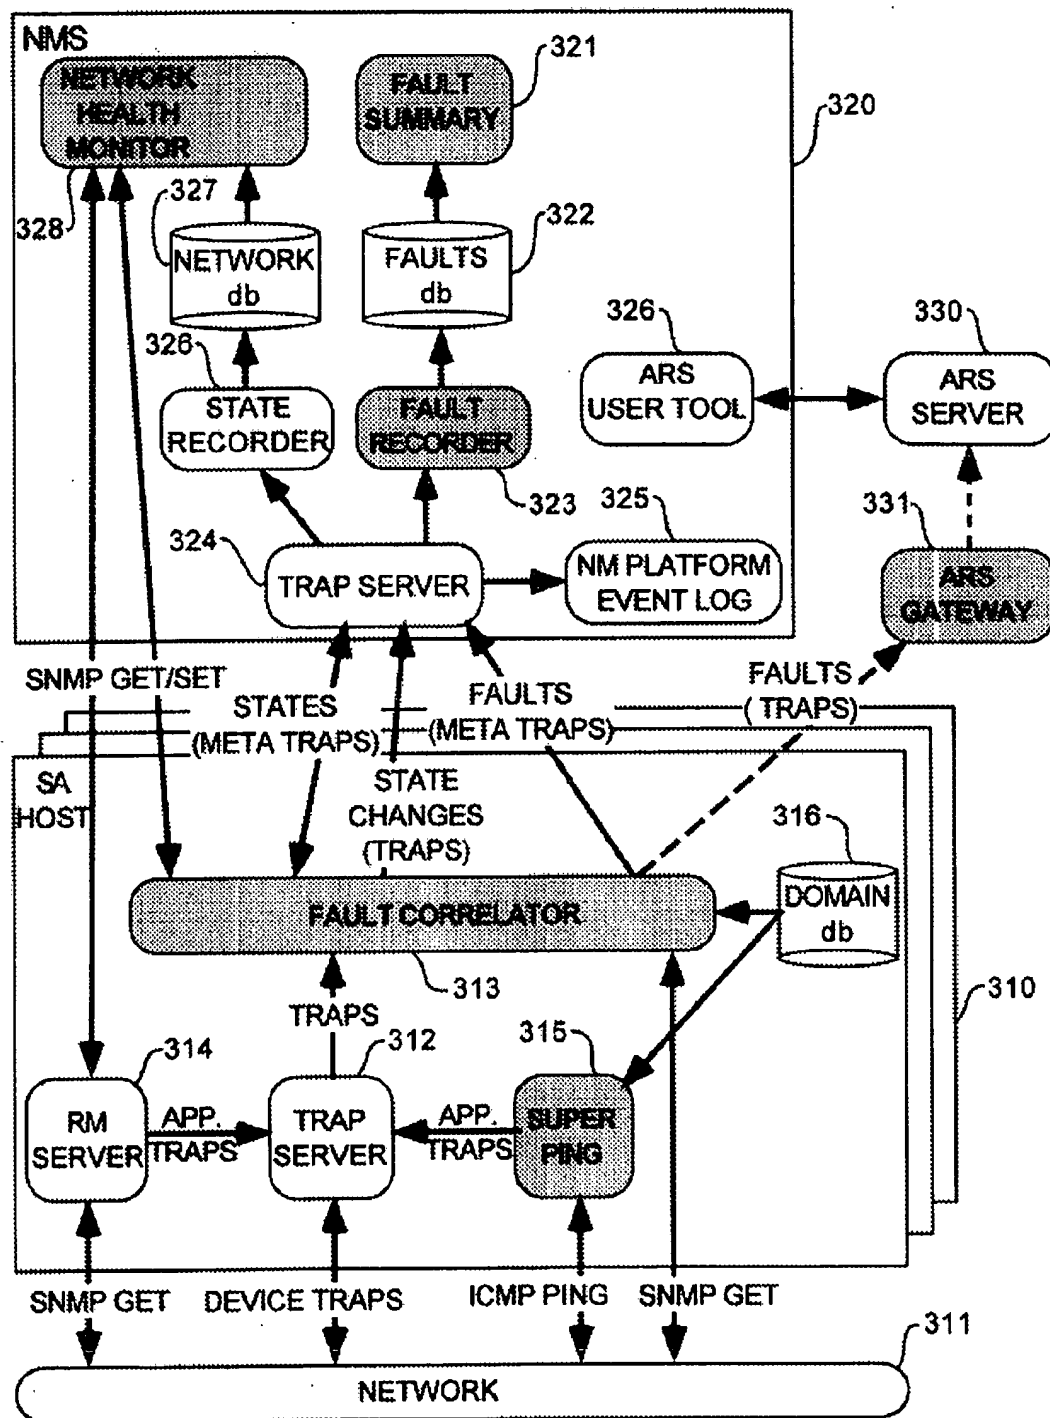 NMS
NETWORK
HEALTH
MONITOR
328
FAULT
SUMMARY
321
320
327
NETWORK
db
FAULTS
db
322
326
STATE
RECORDER
FAULT
RECORDER
323
326
ARS
USER TOOL
330
ARS
SERVER
324
TRAP SERVER
325
NM PLATFORM
EVENT LOG
331
ARS
GATEWAY
SNMP GET/SET
STATES
(META TRAPS)
FAULTS
(META TRAPS)
FAULTS
( TRAPS)
SA
HOST
STATE
CHANGES
(TRAPS)
316
DOMAIN
db
FAULT CORRELATOR
313
310
TRAPS
314
312
315
RM
SERVER
APP.
TRAPS
TRAP
SERVER
APP.
TRAPS
SUPER
PING
SNMP GET
DEVICE TRAPS
ICMP PING
SNMP GET
311
NETWORK